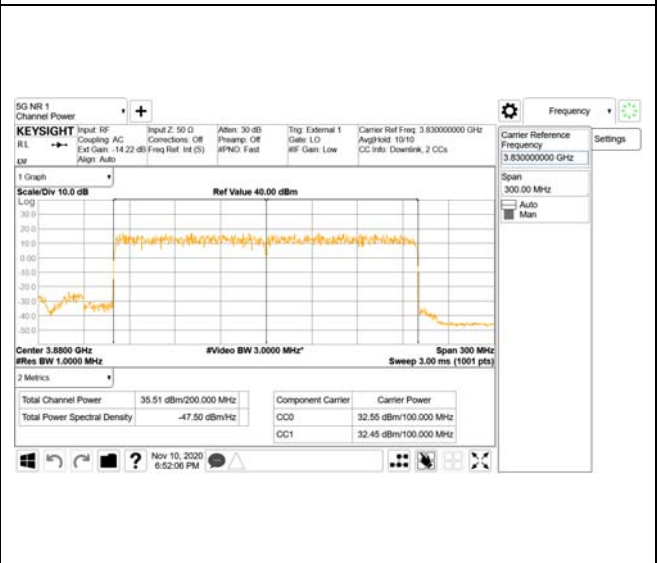 5G NR 1
Channel Power
Frequency
Settings
KEYSIGHT
RL
Input: RF
Coupling: AC
Ext Gain: -14.22 dB
Align: Auto
Input Z: 50 Ω
Corrections: Off
Freq Ref: Int (S)
Atten: 30 dB
Preamp: Off
#PNO: Fast
Trig: External 1
Gate: LO
#IF Gain: Low
Carrier Ref Freq: 3.830000000 GHz
Avg|Hold: 10/10
CC Info: Downlink, 2 CCs
Carrier Reference
Frequency
3.830000000 GHz
Span
300.00 MHz
Auto
Man
1 Graph
Scale/Div 10.0 dB
Ref Value 40.00 dBm
Log
30.0
20.0
10.0
0.00
-10.0
-20.0
-30.0
-40.0
-50.0
Center 3.8800 GHz
#Video BW 3.0000 MHz*
Span 300 MHz
#Res BW 1.0000 MHz
Sweep 3.00 ms (1001 pts)
2 Metrics
Total Channel Power
35.51 dBm/200.000 MHz
Total Power Spectral Density
-47.50 dBm/Hz
Component Carrier
Carrier Power
CC0
32.55 dBm/100.000 MHz
CC1
32.45 dBm/100.000 MHz
Nov 10, 2020
6:52:06 PM